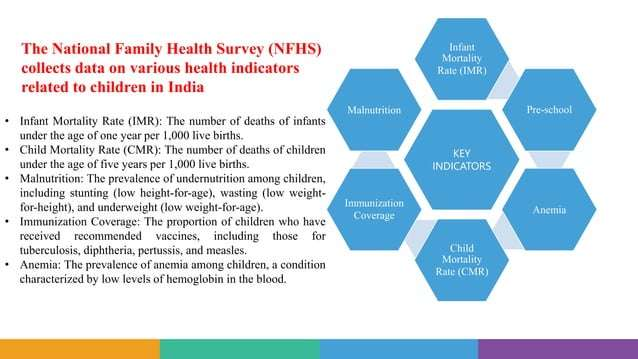 The National Family Health Survey (NFHS)
collects data on various health indicators
related to children in India
• Infant Mortality Rate (IMR): The number of deaths of infants
under the age of one year per 1,000 live births.
• Child Mortality Rate (CMR): The number of deaths of children
under the age of five years per 1,000 live births.
• Malnutrition: The prevalence of undernutrition among children,
including stunting (low height-for-age), wasting (low weight-
for-height), and underweight (low weight-for-age).
• Immunization Coverage: The proportion of children who have
received recommended vaccines, including those for
tuberculosis, diphtheria, pertussis, and measles.
• Anemia: The prevalence of anemia among children, a condition
characterized by low levels of hemoglobin in the blood.
Infant
Mortality
Rate (IMR)
Malnutrition
Pre-school
KEY
INDICATORS
Immunization
Coverage
Anemia
Child
Mortality
Rate (CMR)